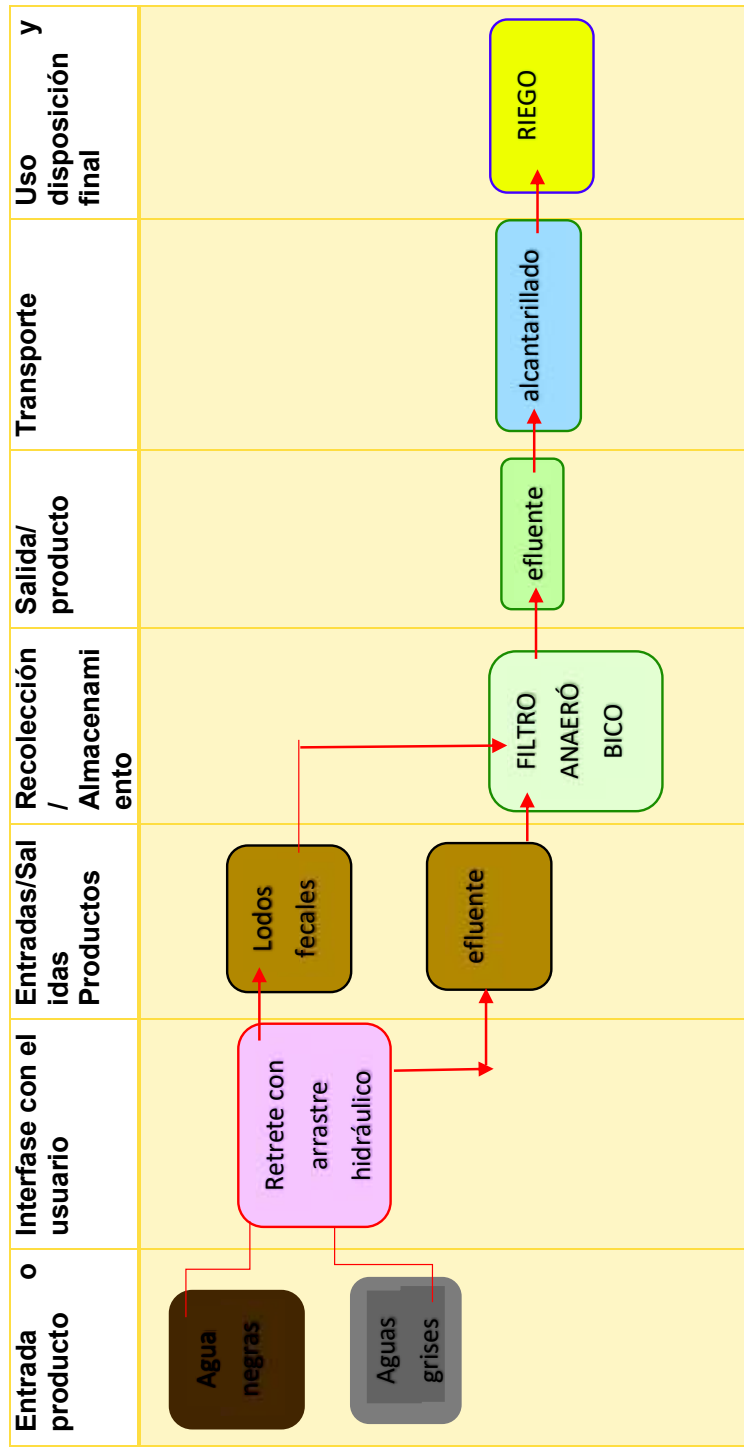 Entrada o
producto
Interfase con el
usuario
Entradas/Sal
idas
Productos
Recolección
/
Almacenami
ento
Salida/
producto
Transporte
Uso y
disposición
final
Agua
negras
Aguas
grises
Retrete con
arrastre
hidráulico
Lodos
fecales
efluente
FILTRO
ANAERÓ
BICO
efluente
alcantarillado
RIEGO